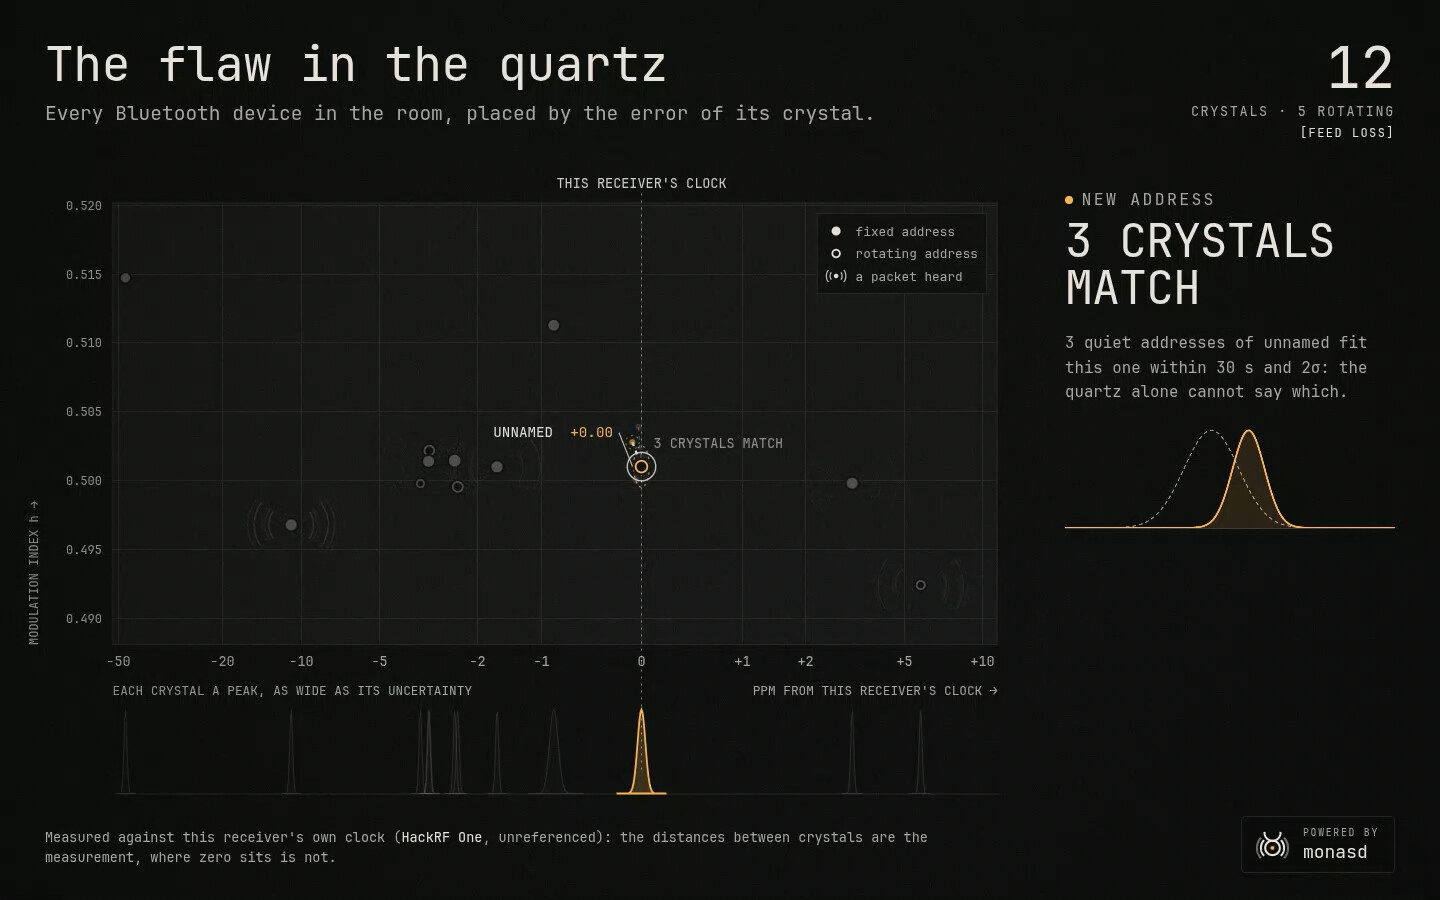 The flaw in the quartz
Every Bluetooth device in the room, placed by the error of its crystal.
12
CRYSTALS · 5 ROTATING
[FEED LOSS]
THIS RECEIVER'S CLOCK
0.520
0.515
0.510
0.505
0.500
0.495
0.490
MODULATION INDEX h →
fixed address
rotating address
a packet heard
UNNAMED +0.00
3 CRYSTALS MATCH
-50 -20 -10 -5 -2 -1 0 +1 +2 +5 +10
EACH CRYSTAL A PEAK, AS WIDE AS ITS UNCERTAINTY
PPM FROM THIS RECEIVER'S CLOCK →
NEW ADDRESS
3 CRYSTALS
MATCH
3 quiet addresses of unnamed fit
this one within 30 s and 2σ: the
quartz alone cannot say which.
Measured against this receiver's own clock (HackRF One, unreferenced): the distances between crystals are the
measurement, where zero sits is not.
POWERED BY
monasd